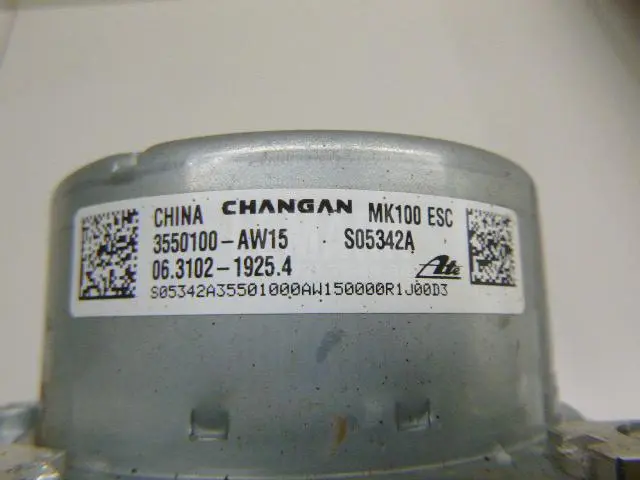 CHINA CHANGAN MK100 ESC
3550100-AW15 S05342A
06.3102-1925.4 Ate
S05342A35501000AW150000R1J00D3